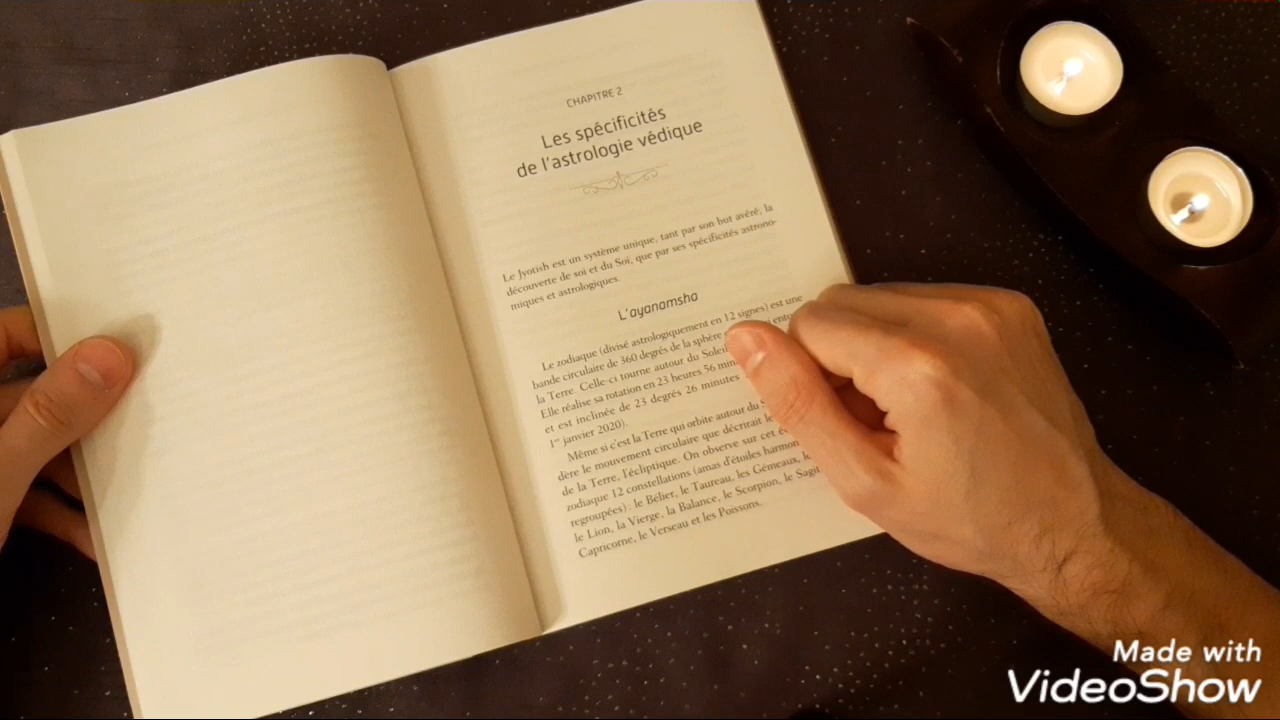 CHAPITRE 2
Les spécificités
de l'astrologie védique
Le Jyotish est un système unique, tant par son but avéré, la
découverte de soi et du Soi, que par ses spécificités astrono-
miques et astrologiques.
L'ayanamsha
Le zodiaque (divisé astrologiquement en 12 signes) est une
bande circulaire de 360 degrés de la sphère
la Terre. Celle-ci tourne autour du Soleil
Elle réalise sa rotation en 23 heures 56
et est inclinée de 23 degrés 26 minutes
1er janvier 2020).
Même si c'est la Terre qui orbite autour du
dère le mouvement circulaire que décrirait le
de la Terre, l'écliptique. On observe sur cet
zodiaque 12 constellations (amas d'étoiles
regroupées) : le Bélier, le Taureau, les Gémeaux,
le Lion, la Vierge, la Balance, le Scorpion, le
Capricorne, le Verseau et les Poissons.
Made with
VideoShow